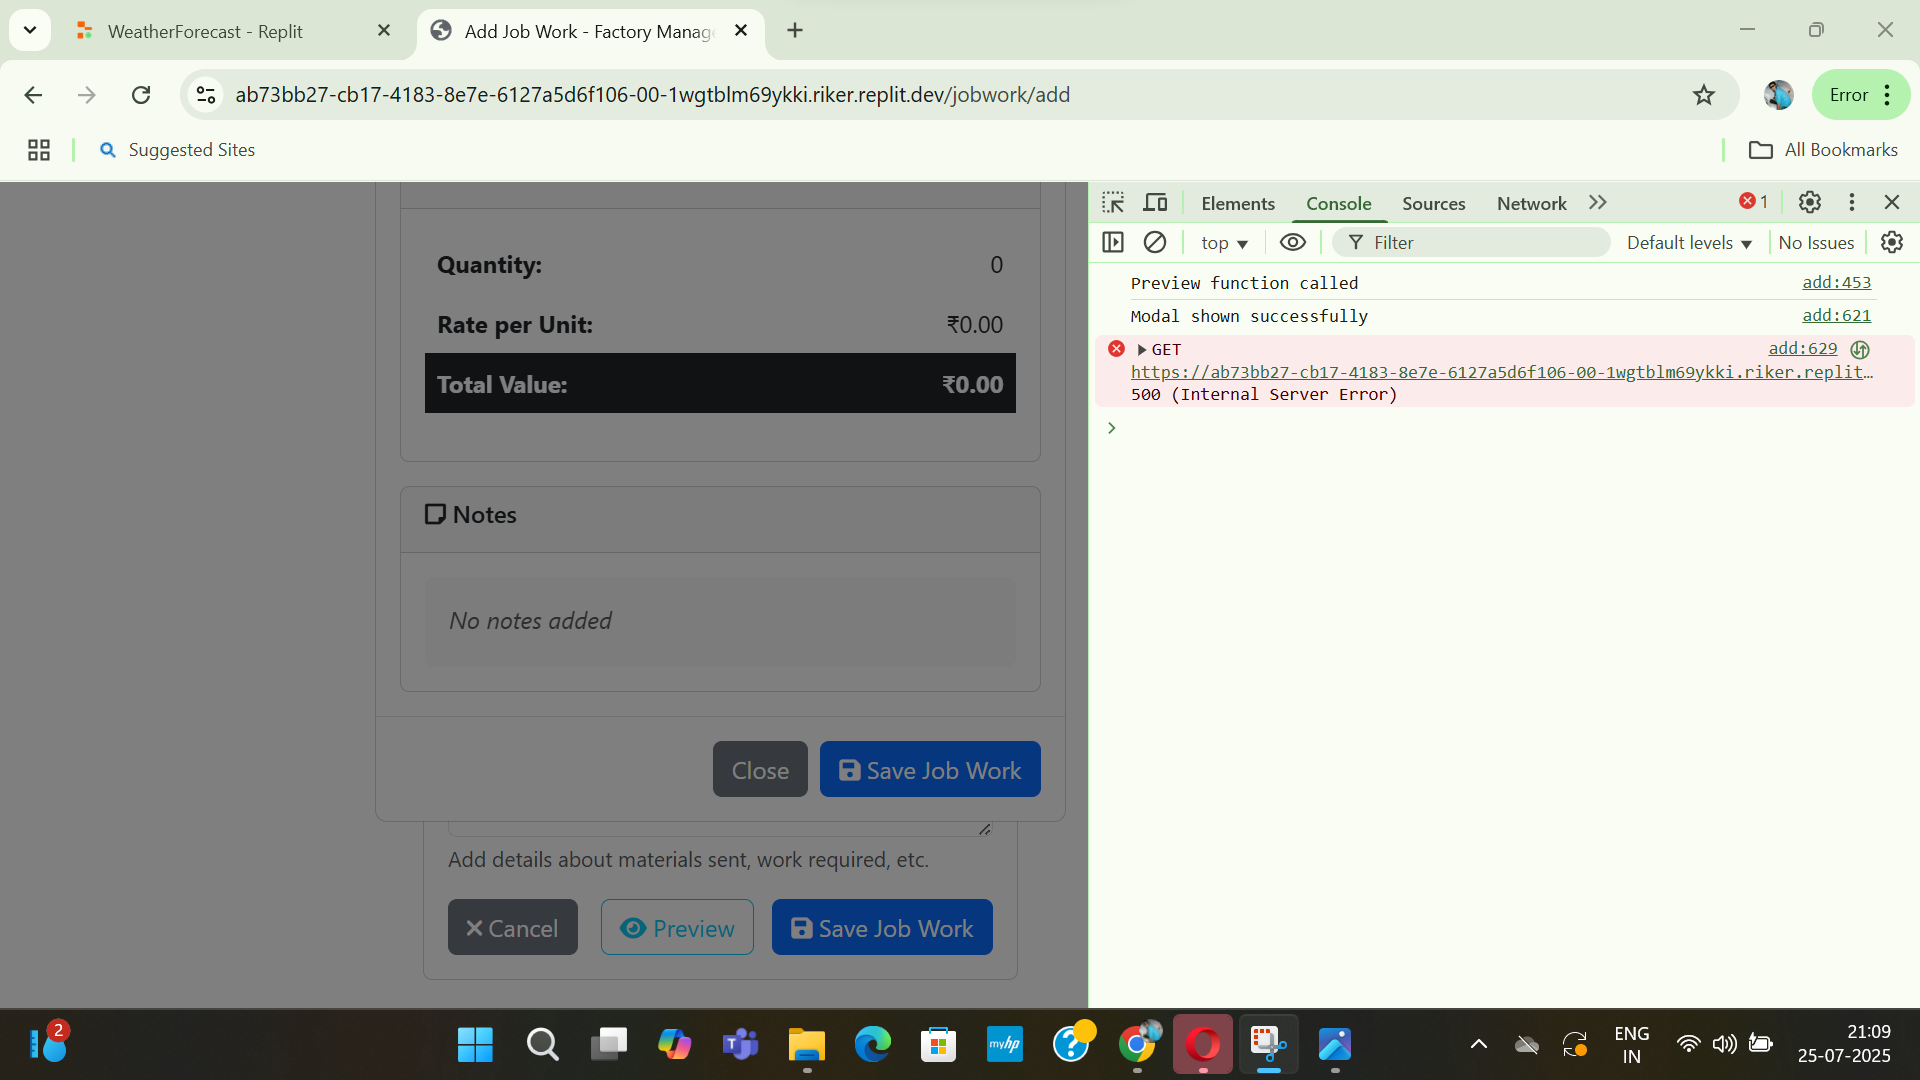 WeatherForecast - Replit
Add Job Work - Factory Manag
ab73bb27-cb17-4183-8e7e-6127a5d6f106-00-1wgtblm69ykki.riker.replit.dev/jobwork/add
Error
Suggested Sites
All Bookmarks
Quantity:
0
Rate per Unit:
₹0.00
Total Value:
₹0.00
Notes
No notes added
Close
Save Job Work
Add details about materials sent, work required, etc.
Cancel
Preview
Save Job Work
Elements
Console
Sources
Network
1
top
Filter
Default levels
No Issues
Preview function called
add:453
Modal shown successfully
add:621
GET
add:629
https://ab73bb27-cb17-4183-8e7e-6127a5d6f106-00-1wgtblm69ykki.riker.replit…
500 (Internal Server Error)
2
myhp
ENG
IN
21:09
25-07-2025